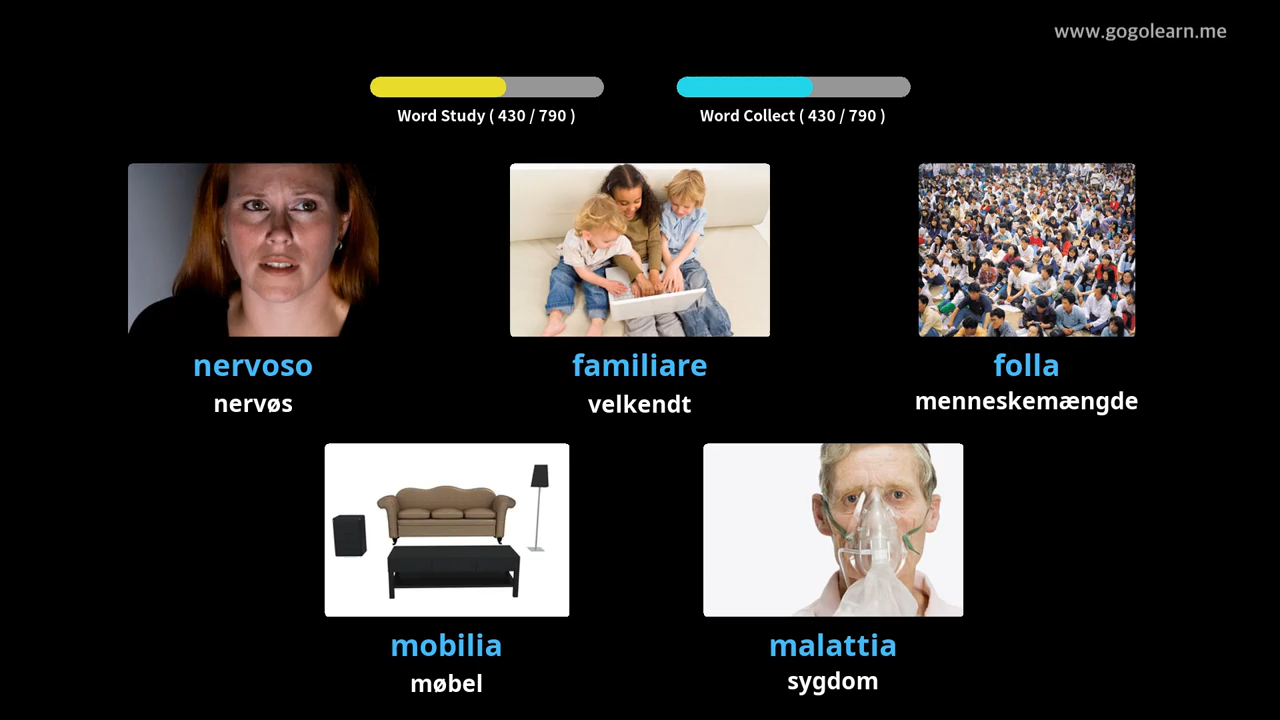 www.gogolearn.me
Word Study ( 430 / 790 )
Word Collect ( 430 / 790 )
nervoso
nervøs
familiare
velkendt
folla
menneskemængde
mobilia
møbel
malattia
sygdom